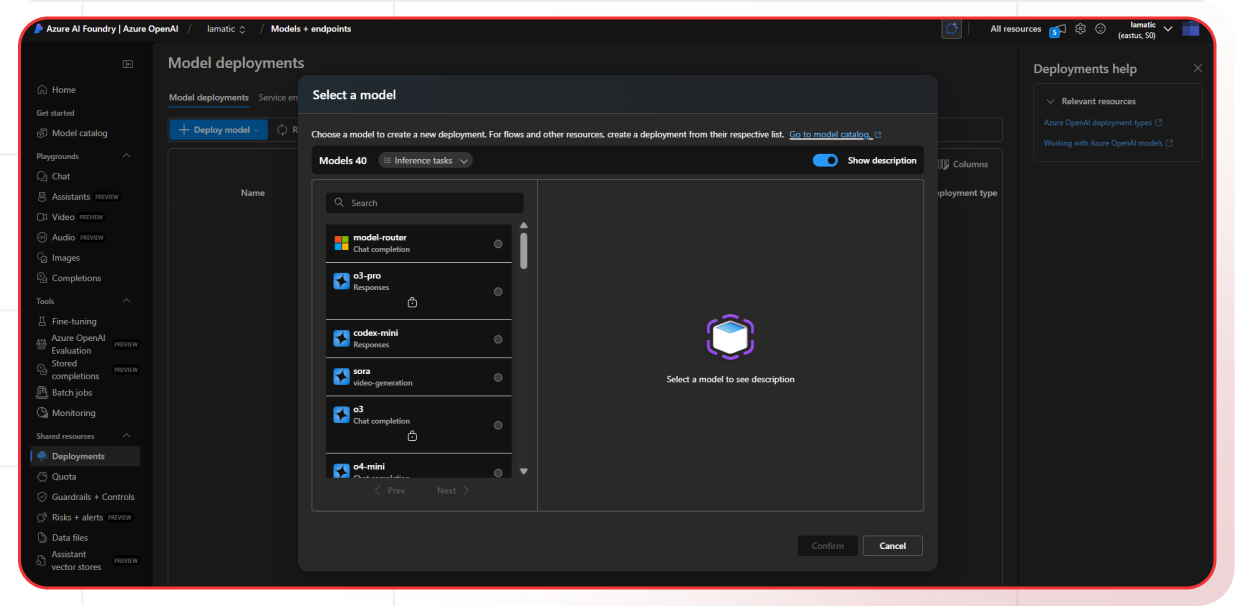 Azure AI Foundry | Azure OpenAI / lamatic / Models + endpoints
All resources
5
lamatic
(eastus, S0)
Home
Get started
Model catalog
Playgrounds
Chat
Assistants PREVIEW
Video PREVIEW
Audio PREVIEW
Images
Completions
Tools
Fine-tuning
Azure OpenAI
Evaluation PREVIEW
Stored
completions PREVIEW
Batch jobs
Monitoring
Shared resources
Deployments
Quota
Guardrails + Controls
Risks + alerts PREVIEW
Data files
Assistant
vector stores PREVIEW
Model deployments
Model deployments Service en
+ Deploy model R
Name
Columns
ployment type
Select a model
Choose a model to create a new deployment. For flows and other resources, create a deployment from their respective list. Go to model catalog.
Models 40 Inference tasks Show description
Search
model-router
Chat completion
o3-pro
Responses
codex-mini
Responses
sora
video-generation
o3
Chat completion
o4-mini
Chat completion
Prev Next
Select a model to see description
Confirm Cancel
Deployments help
Relevant resources
Azure OpenAI deployment types
Working with Azure OpenAI models